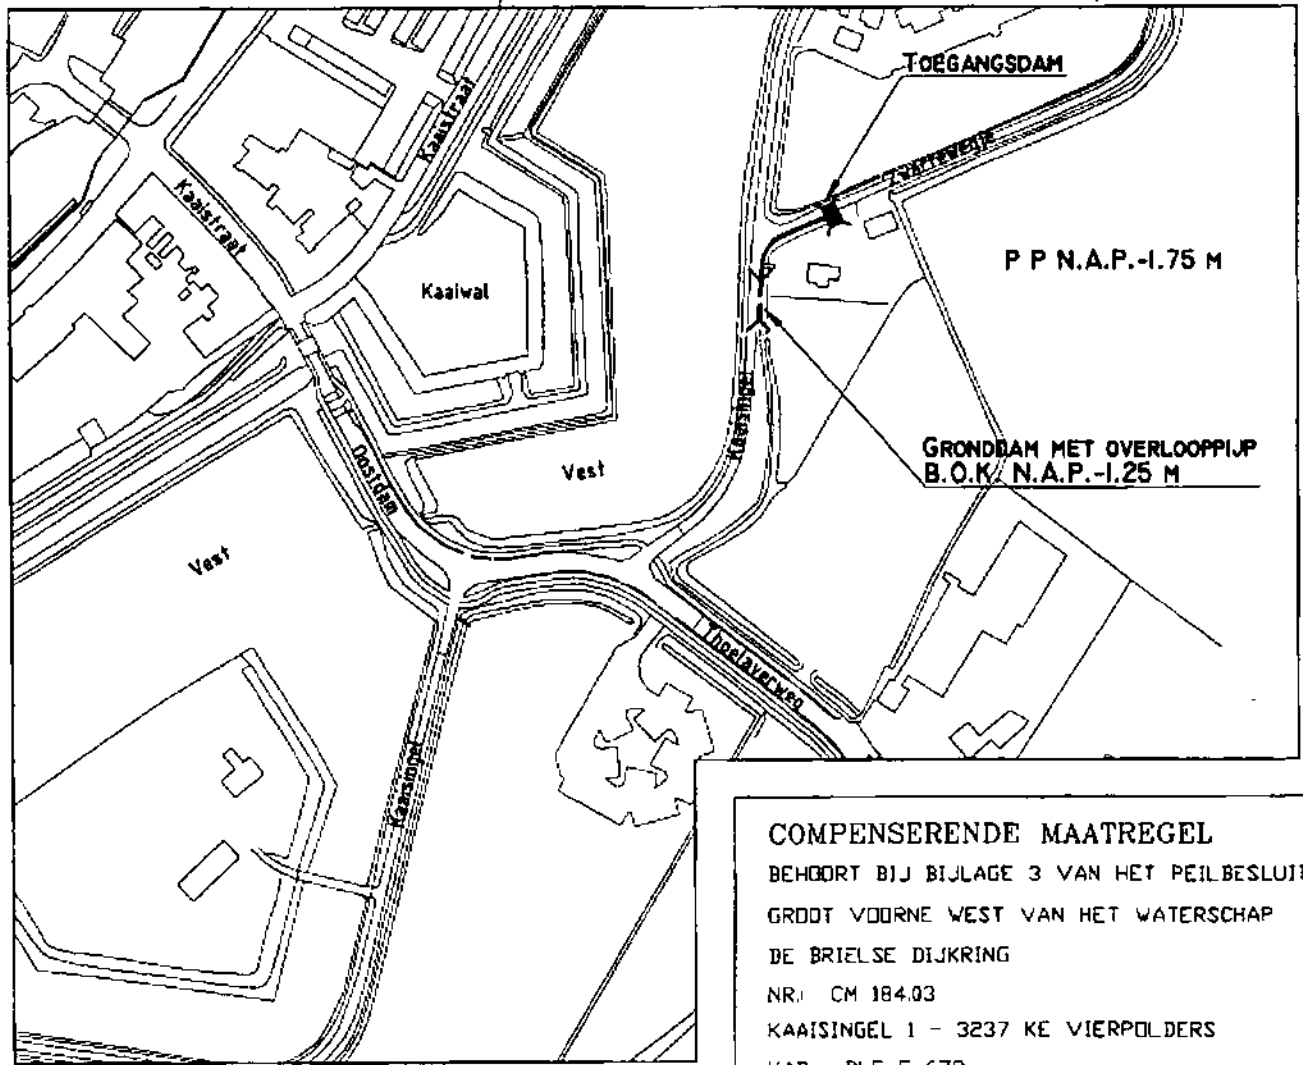 TOEGANGSDAM
Kaaistraat
Zwartewegje
Kaaistraat
P P N.A.P.-1.75 M
Kaaiwal
Kaaisingel
GRONDDAM MET OVERLOOPPIJP
B.O.K. N.A.P.-1.25 M
Vest
Oostdam
Vest
Thoelaverweg
Kaaisingel
COMPENSERENDE MAATREGEL
BEHOORT BIJ BIJLAGE 3 VAN HET PEILBESLUIT
GROOT VOORNE WEST VAN HET WATERSCHAP
DE BRIELSE DIJKRING
NR.: CM 184.03
KAAISINGEL 1 - 3237 KE VIERPOLDERS